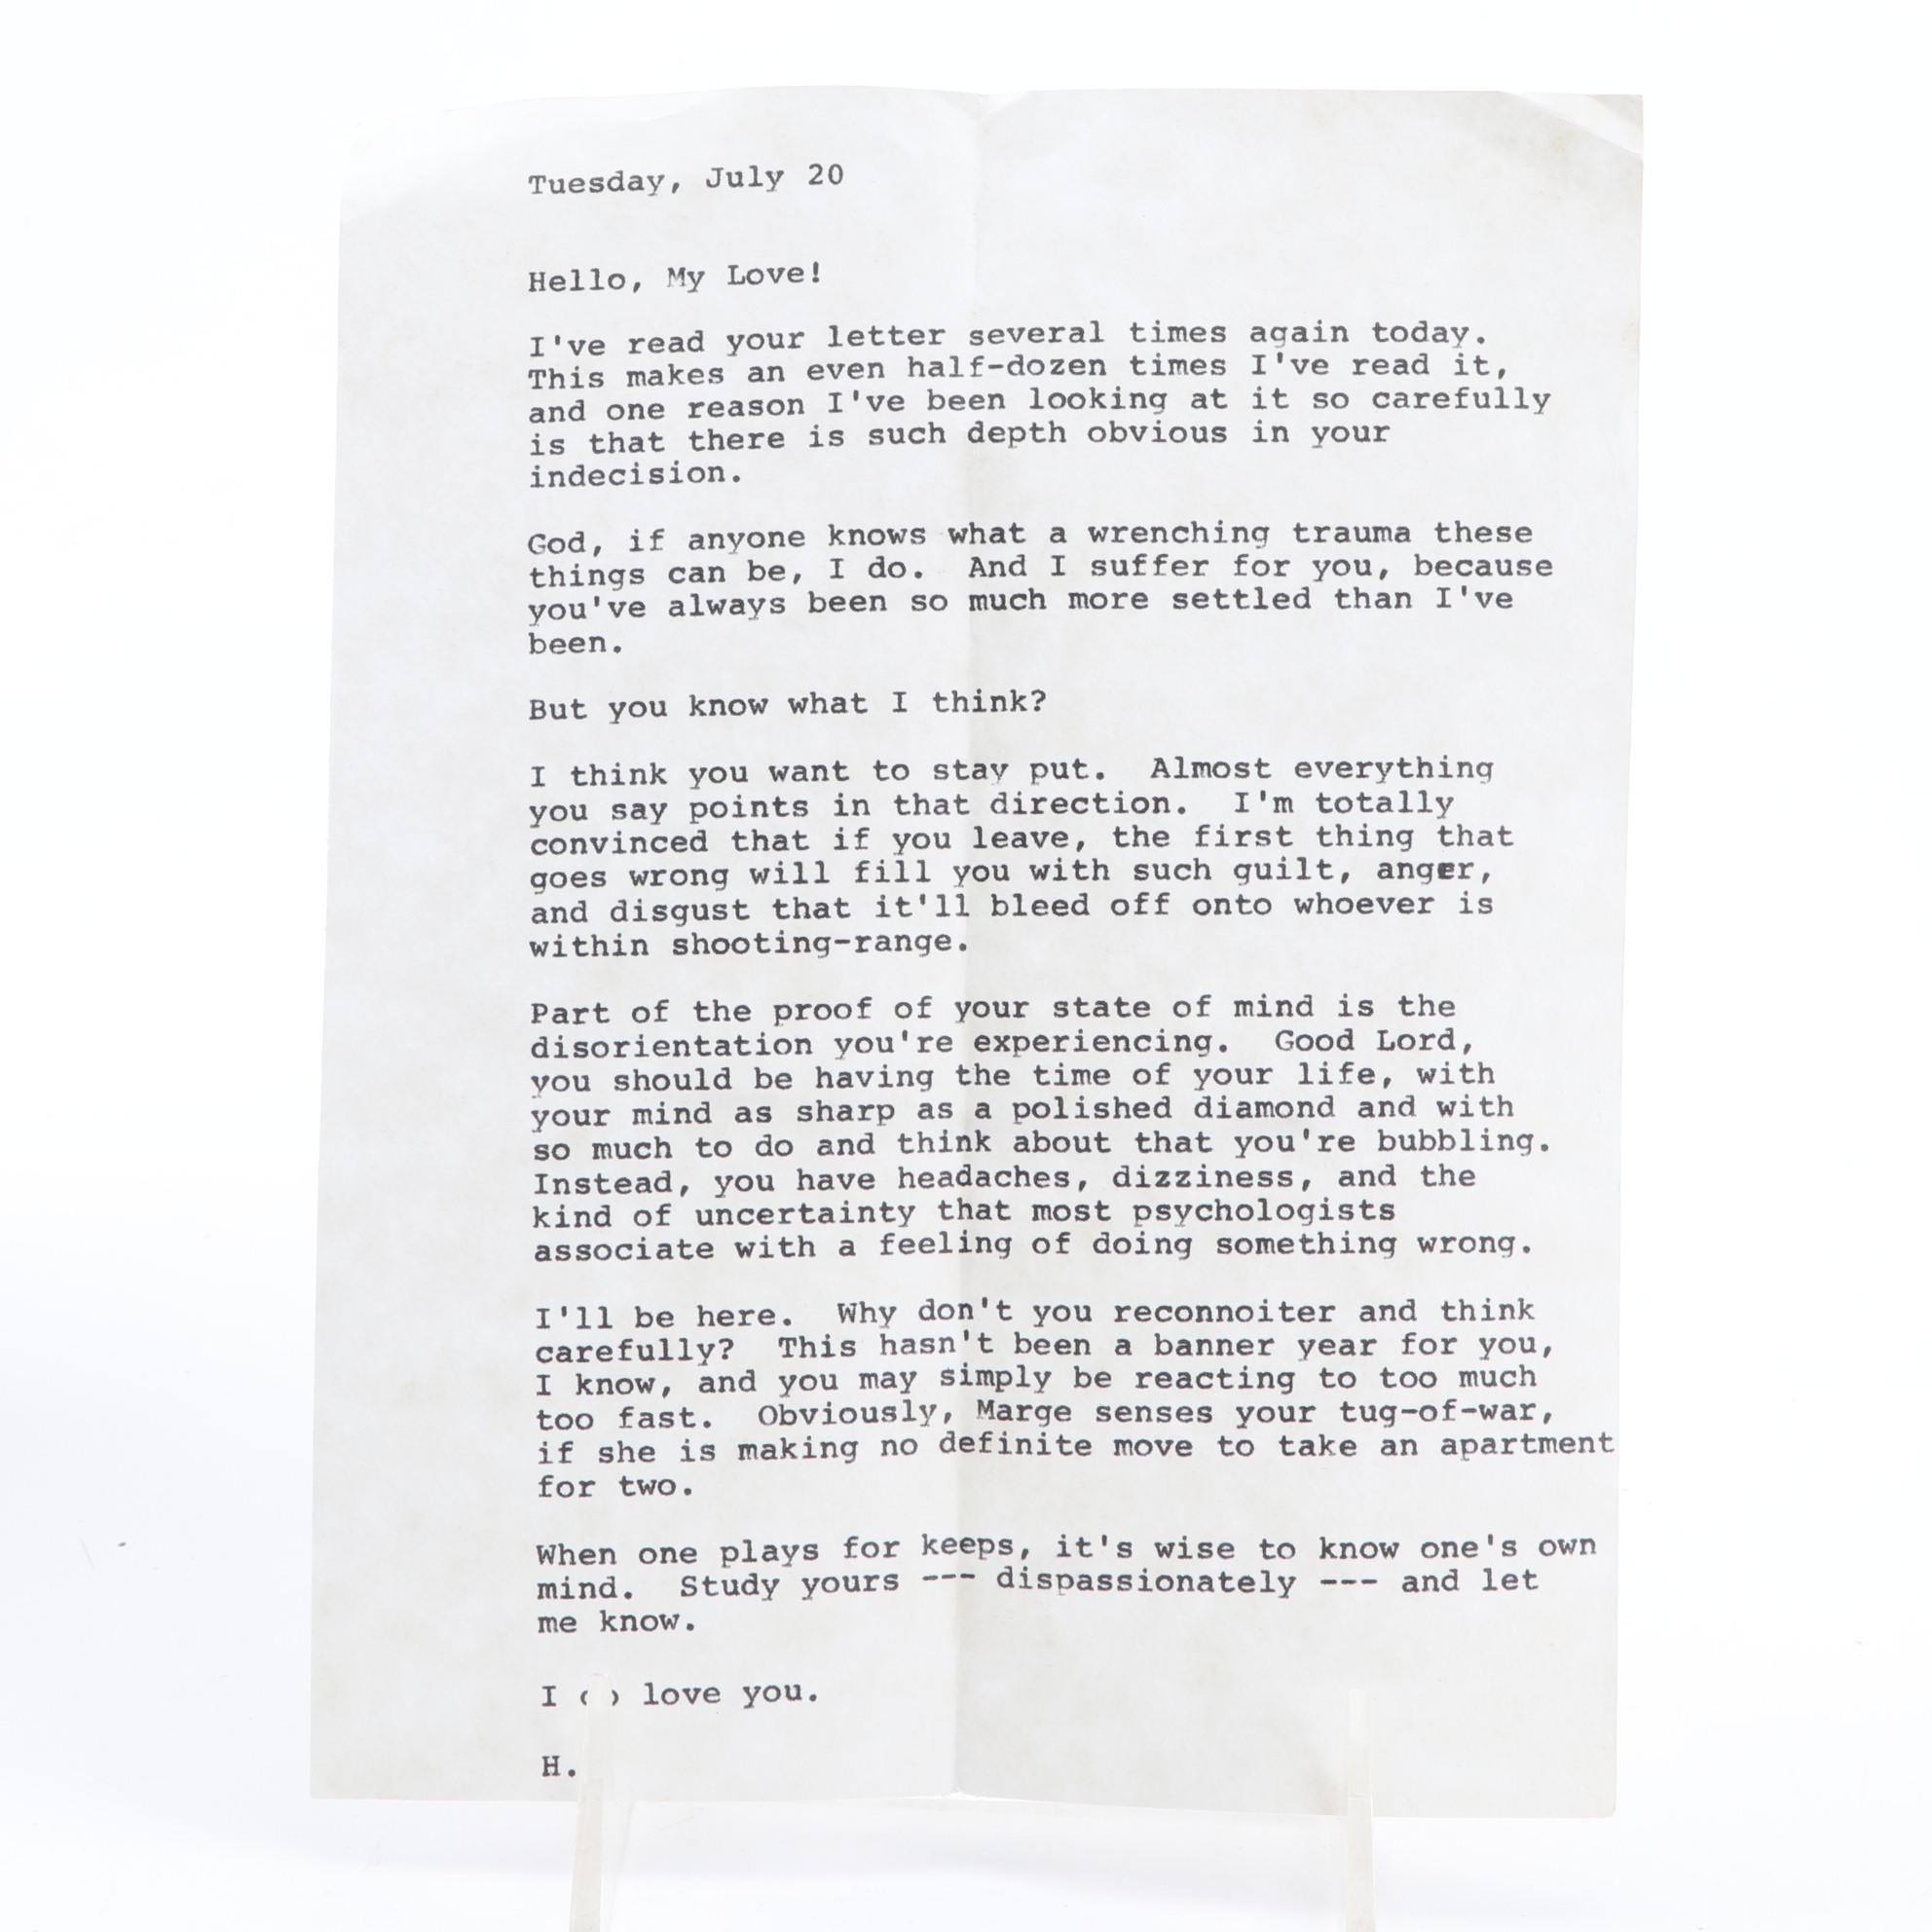 Tuesday, July 20
Hello, My Love!
I've read your letter several times again today.
This makes an even half-dozen times I've read it,
and one reason I've been looking at it so carefully
is that there is such depth obvious in your
indecision.
God, if anyone knows what a wrenching trauma these
things can be, I do. And I suffer for you, because
you've always been so much more settled than I've
been.
But you know what I think?
I think you want to stay put. Almost everything
you say points in that direction. I'm totally
convinced that if you leave, the first thing that
goes wrong will fill you with such guilt, anger,
and disgust that it'll bleed off onto whoever is
within shooting-range.
Part of the proof of your state of mind is the
disorientation you're experiencing. Good Lord,
you should be having the time of your life, with
your mind as sharp as a polished diamond and with
so much to do and think about that you're bubbling.
Instead, you have headaches, dizziness, and the
kind of uncertainty that most psychologists
associate with a feeling of doing something wrong.
I'll be here. Why don't you reconnoiter and think
carefully? This hasn't been a banner year for you,
I know, and you may simply be reacting to too much
too fast. Obviously, Marge senses your tug-of-war,
if she is making no definite move to take an apartment
for two.
When one plays for keeps, it's wise to know one's own
mind. Study yours --- dispassionately --- and let
me know.
I love you.
H.